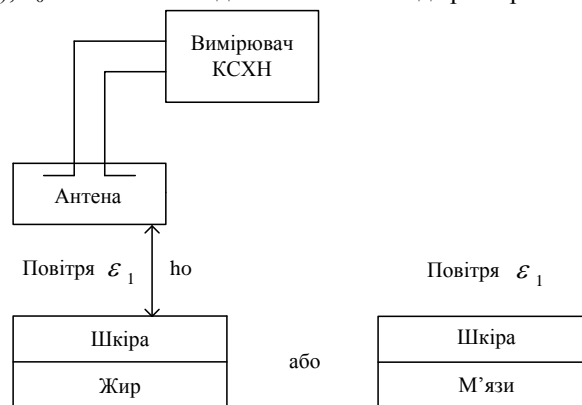 Вимірювач
КСХН
Антена
Повітря ε 1 ho
Повітря ε 1
Шкіра
Жир
або
Шкіра
М’язи